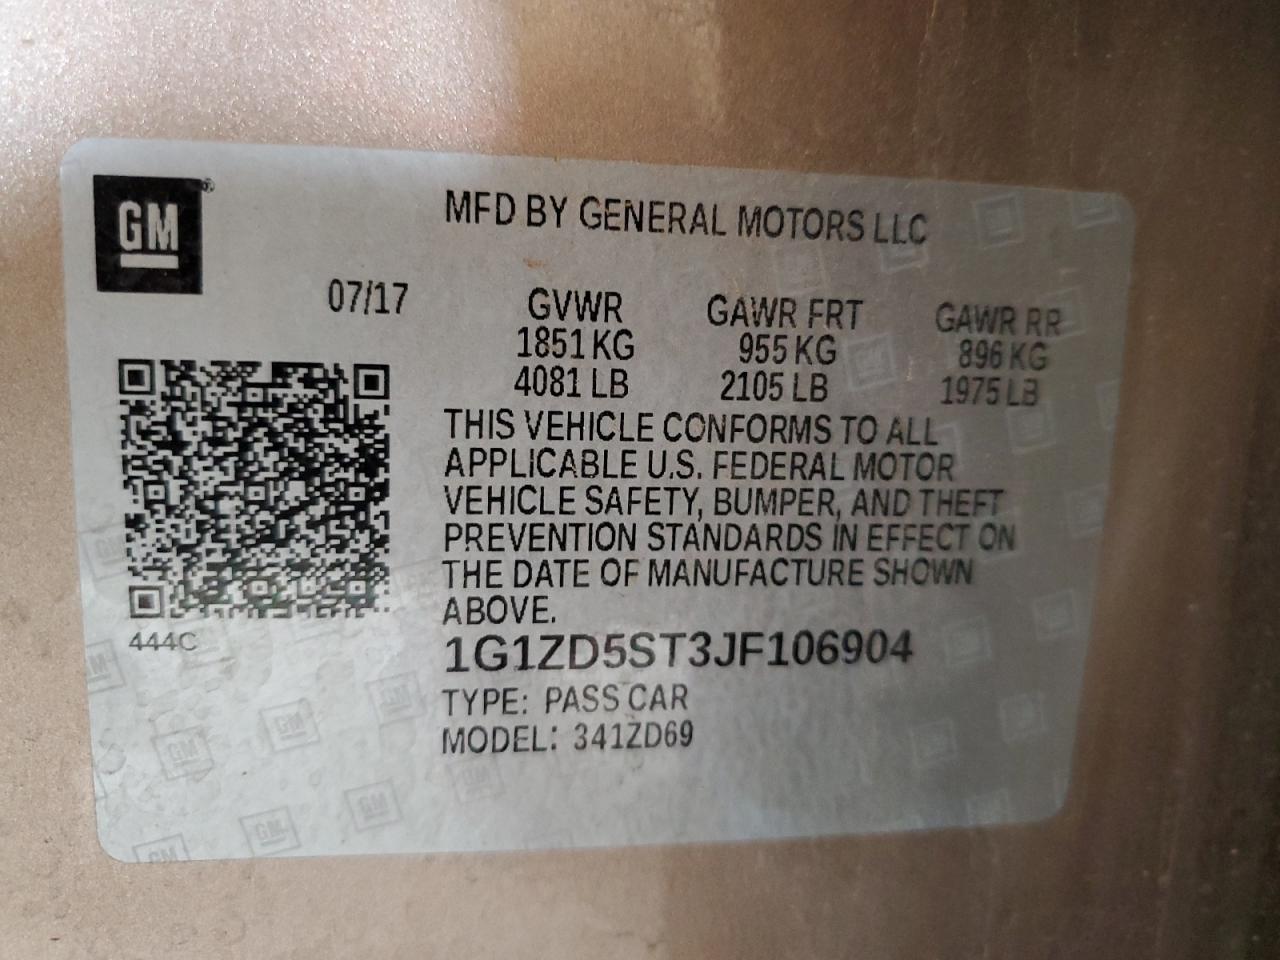 GM
MFD BY GENERAL MOTORS LLC
07/17
GVWR GAWR FRT GAWR RR
1851 KG 955 KG 896 KG
4081 LB 2105 LB 1975 LB
THIS VEHICLE CONFORMS TO ALL
APPLICABLE U.S. FEDERAL MOTOR
VEHICLE SAFETY, BUMPER, AND THEFT
PREVENTION STANDARDS IN EFFECT ON
THE DATE OF MANUFACTURE SHOWN
ABOVE.
444C
1G1ZD5ST3JF106904
TYPE: PASS CAR
MODEL: 341ZD69